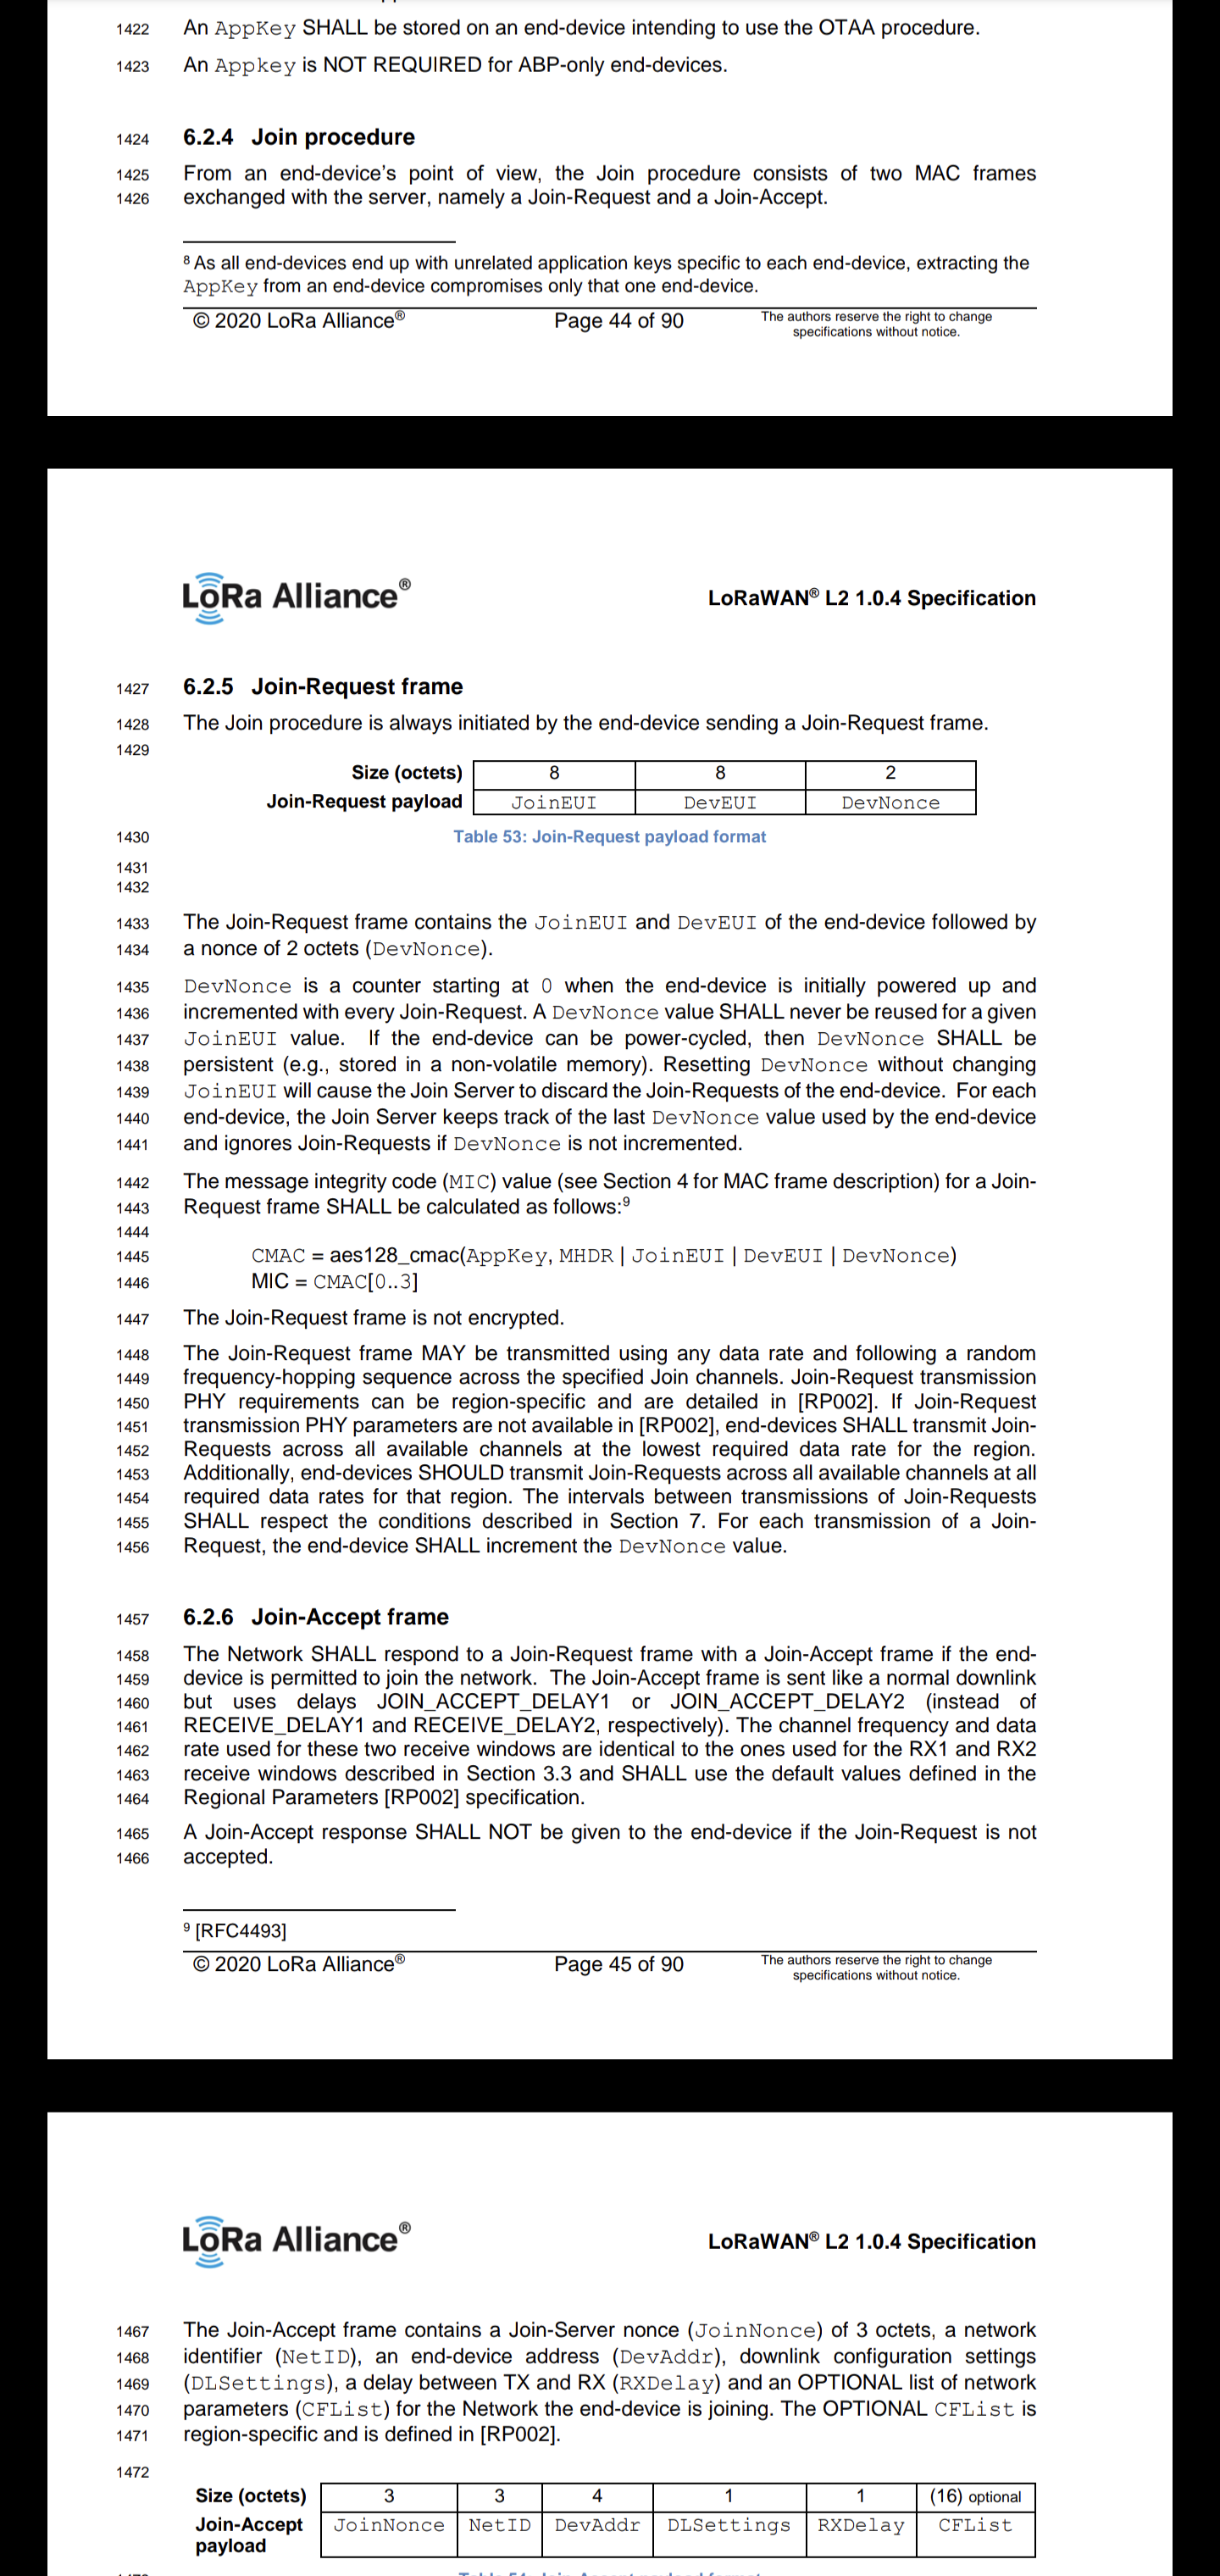 1422 An AppKey SHALL be stored on an end-device intending to use the OTAA procedure.
1423 An Appkey is NOT REQUIRED for ABP-only end-devices.
1424 6.2.4 Join procedure
1425 From an end-device's point of view, the Join procedure consists of two MAC frames
1426 exchanged with the server, namely a Join-Request and a Join-Accept.
8 As all end-devices end up with unrelated application keys specific to each end-device, extracting the
AppKey from an end-device compromises only that one end-device.
© 2020 LoRa Alliance® Page 44 of 90 The authors reserve the right to change
specifications without notice.
LoRa Alliance® LoRaWAN® L2 1.0.4 Specification
1427 6.2.5 Join-Request frame
1428 The Join procedure is always initiated by the end-device sending a Join-Request frame.
1429
Size (octets) 8 8 2
Join-Request payload JoinEUI DevEUI DevNonce
1430 Table 53: Join-Request payload format
1431
1432
1433 The Join-Request frame contains the JoinEUI and DevEUI of the end-device followed by
1434 a nonce of 2 octets (DevNonce).
1435 DevNonce is a counter starting at 0 when the end-device is initially powered up and
1436 incremented with every Join-Request. A DevNonce value SHALL never be reused for a given
1437 JoinEUI value. If the end-device can be power-cycled, then DevNonce SHALL be
1438 persistent (e.g., stored in a non-volatile memory). Resetting DevNonce without changing
1439 JoinEUI will cause the Join Server to discard the Join-Requests of the end-device. For each
1440 end-device, the Join Server keeps track of the last DevNonce value used by the end-device
1441 and ignores Join-Requests if DevNonce is not incremented.
1442 The message integrity code (MIC) value (see Section 4 for MAC frame description) for a Join-
1443 Request frame SHALL be calculated as follows:9
1444
1445 CMAC = aes128_cmac(AppKey, MHDR | JoinEUI | DevEUI | DevNonce)
1446 MIC = CMAC[0..3]
1447 The Join-Request frame is not encrypted.
1448 The Join-Request frame MAY be transmitted using any data rate and following a random
1449 frequency-hopping sequence across the specified Join channels. Join-Request transmission
1450 PHY requirements can be region-specific and are detailed in [RP002]. If Join-Request
1451 transmission PHY parameters are not available in [RP002], end-devices SHALL transmit Join-
1452 Requests across all available channels at the lowest required data rate for the region.
1453 Additionally, end-devices SHOULD transmit Join-Requests across all available channels at all
1454 required data rates for that region. The intervals between transmissions of Join-Requests
1455 SHALL respect the conditions described in Section 7. For each transmission of a Join-
1456 Request, the end-device SHALL increment the DevNonce value.
1457 6.2.6 Join-Accept frame
1458 The Network SHALL respond to a Join-Request frame with a Join-Accept frame if the end-
1459 device is permitted to join the network. The Join-Accept frame is sent like a normal downlink
1460 but uses delays JOIN_ACCEPT_DELAY1 or JOIN_ACCEPT_DELAY2 (instead of
1461 RECEIVE_DELAY1 and RECEIVE_DELAY2, respectively). The channel frequency and data
1462 rate used for these two receive windows are identical to the ones used for the RX1 and RX2
1463 receive windows described in Section 3.3 and SHALL use the default values defined in the
1464 Regional Parameters [RP002] specification.
1465 A Join-Accept response SHALL NOT be given to the end-device if the Join-Request is not
1466 accepted.
9 [RFC4493]
© 2020 LoRa Alliance® Page 45 of 90 The authors reserve the right to change
specifications without notice.
LoRa Alliance® LoRaWAN® L2 1.0.4 Specification
1467 The Join-Accept frame contains a Join-Server nonce (JoinNonce) of 3 octets, a network
1468 identifier (NetID), an end-device address (DevAddr), downlink configuration settings
1469 (DLSettings), a delay between TX and RX (RXDelay) and an OPTIONAL list of network
1470 parameters (CFList) for the Network the end-device is joining. The OPTIONAL CFList is
1471 region-specific and is defined in [RP002].
1472
Size (octets) 3 3 4 1 1 (16) optional
Join-Accept JoinNonce NetID DevAddr DLSettings RXDelay CFList
payload